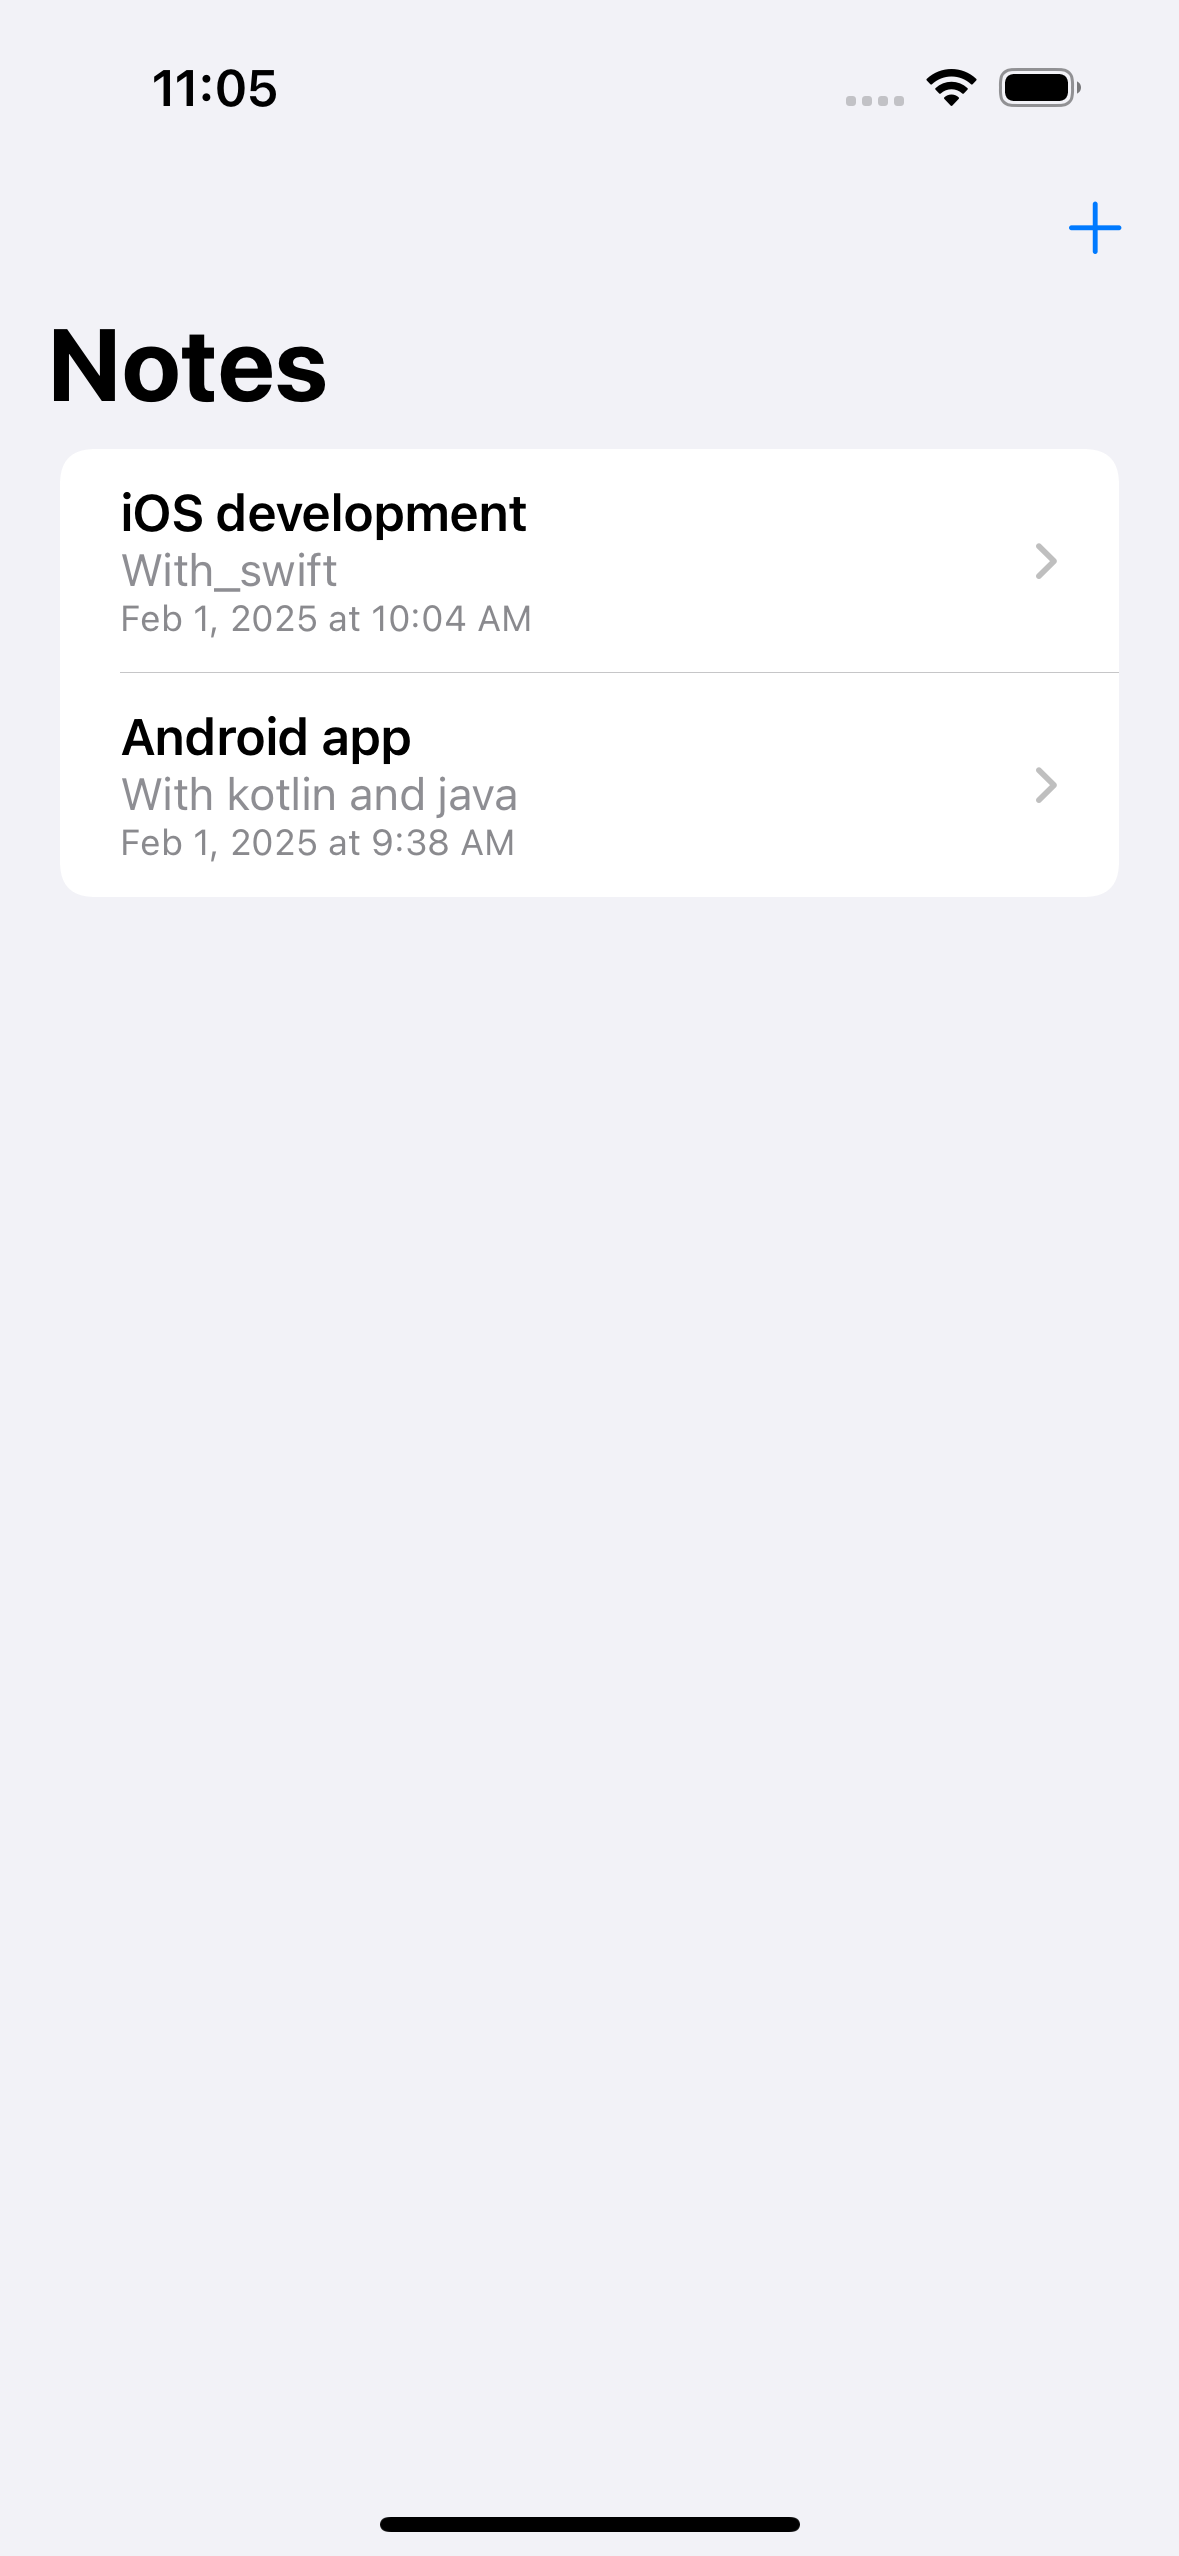 11:05
Notes
iOS development
With_swift
Feb 1, 2025 at 10:04 AM
Android app
With kotlin and java
Feb 1, 2025 at 9:38 AM